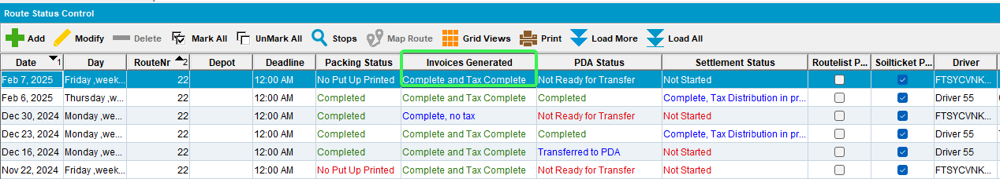 Route Status Control
Add Modify Delete Mark All UnMark All Stops Map Route Grid Views Print Load More Load All
Date 1 Day RouteNr 2 Depot Deadline Packing Status Invoices Generated PDA Status Settlement Status Routelist P... Soilticket P... Driver
Feb 7, 2025 Friday ,week... 22 12:00 AM No Put Up Printed Complete and Tax Complete Not Ready for Transfer Not Started FTSYCVNK...
Feb 6, 2025 Thursday ,w... 22 12:00 AM Completed Complete and Tax Complete Completed Complete, Tax Distribution in pr... Driver 55
Dec 30, 2024 Monday ,we... 22 12:00 AM Completed Complete, no tax Not Ready for Transfer Not Started FTSYCVNK...
Dec 23, 2024 Monday ,we... 22 12:00 AM Completed Complete and Tax Complete Completed Complete, Tax Distribution in pr... Driver 55
Dec 16, 2024 Monday ,we... 22 12:00 AM Completed Complete and Tax Complete Transferred to PDA Not Started Driver 55
Nov 22, 2024 Friday ,week... 22 12:00 AM No Put Up Printed Complete and Tax Complete Not Ready for Transfer Not Started FTSYCVNK...